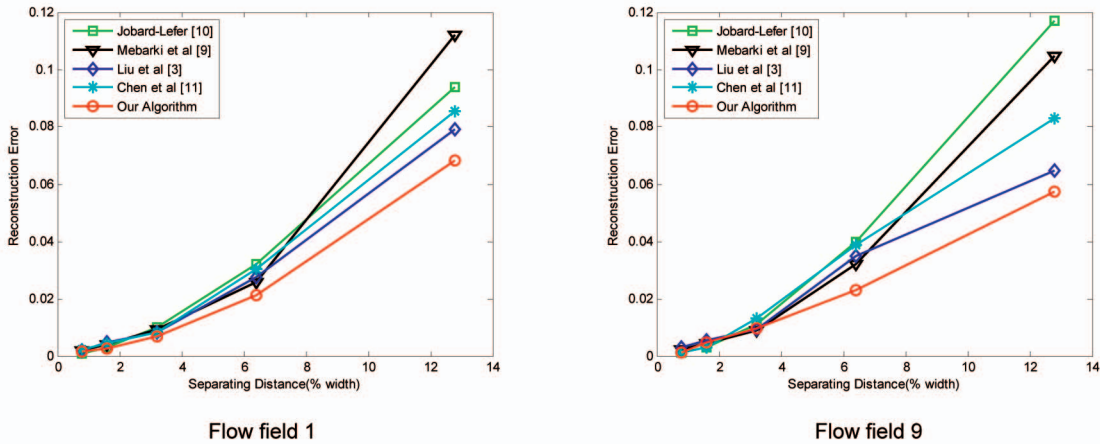 0.12
0.1
0.08
0.06
0.04
0.02
0
Reconstruction Error
Jobard-Lefer [10]
Mebarki et al [9]
Liu et al [3]
Chen et al [11]
Our Algorithm
0 2 4 6 8 10 12 14
Separating Distance(% width)
Flow field 1
0.12
0.1
0.08
0.06
0.04
0.02
0
Reconstruction Error
Jobard-Lefer [10]
Mebarki et al [9]
Liu et al [3]
Chen et al [11]
Our Algorithm
0 2 4 6 8 10 12 14
Separating Distance(% width)
Flow field 9